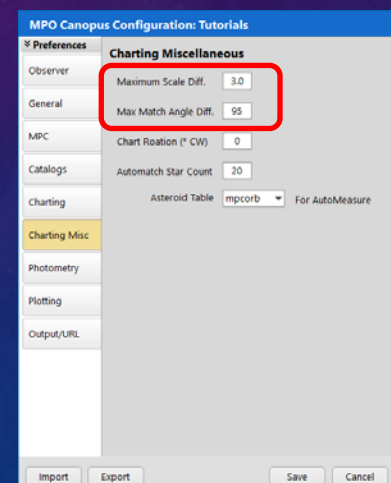 MPO Canopus Configuration: Tutorials
Preferences
Observer
General
MPC
Catalogs
Charting
Charting Misc
Photometry
Plotting
Output/URL
Charting Miscellaneous
Maximum Scale Diff. 3.0
Max Match Angle Diff. 95
Chart Roation (° CW) 0
Automatch Star Count 20
Asteroid Table mpcorb For AutoMeasure
Import Export Save Cancel